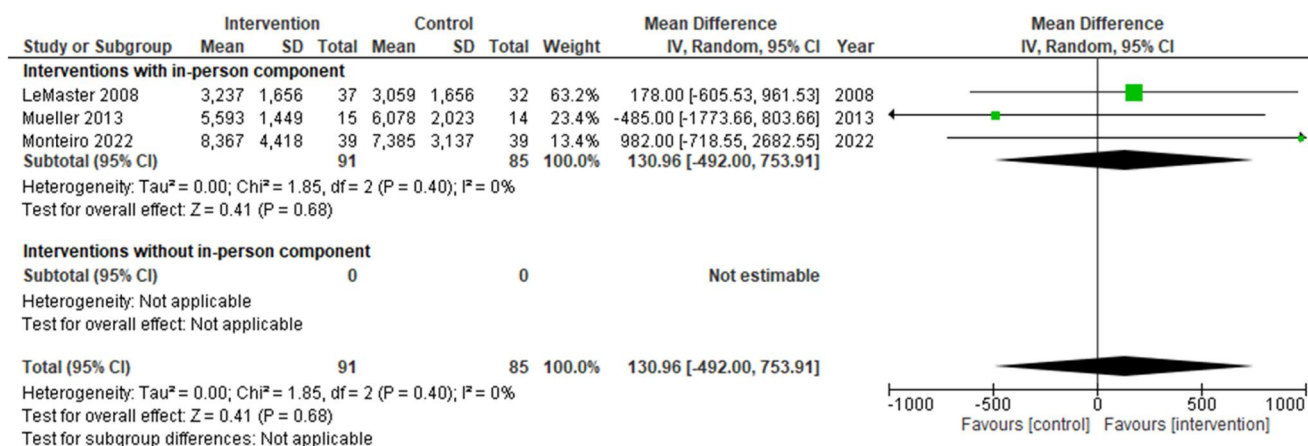 Intervention Control Mean Difference Mean Difference
Study or Subgroup Mean SD Total Mean SD Total Weight IV, Random, 95% CI Year IV, Random, 95% CI
Interventions with in-person component
LeMaster 2008 3,237 1,656 37 3,059 1,656 32 63.2% 178.00 [-605.53, 961.53] 2008
Mueller 2013 5,593 1,449 15 6,078 2,023 14 23.4% -485.00 [-1773.66, 803.66] 2013
Monteiro 2022 8,367 4,418 39 7,385 3,137 39 13.4% 982.00 [-718.55, 2682.55] 2022
Subtotal (95% CI) 91 85 100.0% 130.96 [-492.00, 753.91]
Heterogeneity: Tau² = 0.00; Chi² = 1.85, df = 2 (P = 0.40); I² = 0%
Test for overall effect: Z = 0.41 (P = 0.68)
Interventions without in-person component
Subtotal (95% CI) 0 0 Not estimable
Heterogeneity: Not applicable
Test for overall effect: Not applicable
Total (95% CI) 91 85 100.0% 130.96 [-492.00, 753.91]
Heterogeneity: Tau² = 0.00; Chi² = 1.85, df = 2 (P = 0.40); I² = 0%
Test for overall effect: Z = 0.41 (P = 0.68)
Test for subgroup differences: Not applicable
-1000 -500 0 500 1000
Favours [control] Favours [intervention]